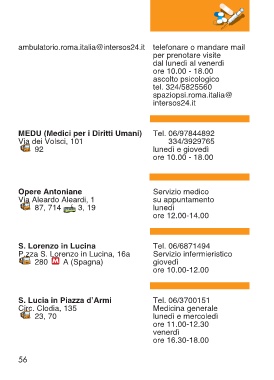 ambulatorio.roma.italia@intersos24.it
telefonare o mandare mail
per prenotare visite
dal lunedì al venerdì
ore 10.00 - 18.00
ascolto psicologico
tel. 324/5825560
spaziopsi.roma.italia@
intersos24.it
MEDU (Medici per i Diritti Umani)
Via dei Volsci, 101
92
Tel. 06/97844892
334/3929765
lunedì e giovedì
ore 10.00 - 18.00
Opere Antoniane
Via Aleardo Aleardi, 1
87, 714 3, 19
Servizio medico
su appuntamento
lunedì
ore 12.00-14.00
S. Lorenzo in Lucina
P.zza S. Lorenzo in Lucina, 16a
280 M A (Spagna)
Tel. 06/6871494
Servizio infermieristico
giovedì
ore 10.00-12.00
S. Lucia in Piazza d'Armi
Circ. Clodia, 135
23, 70
Tel. 06/3700151
Medicina generale
lunedì e mercoledì
ore 11.00-12.30
venerdì
ore 16.30-18.00
56